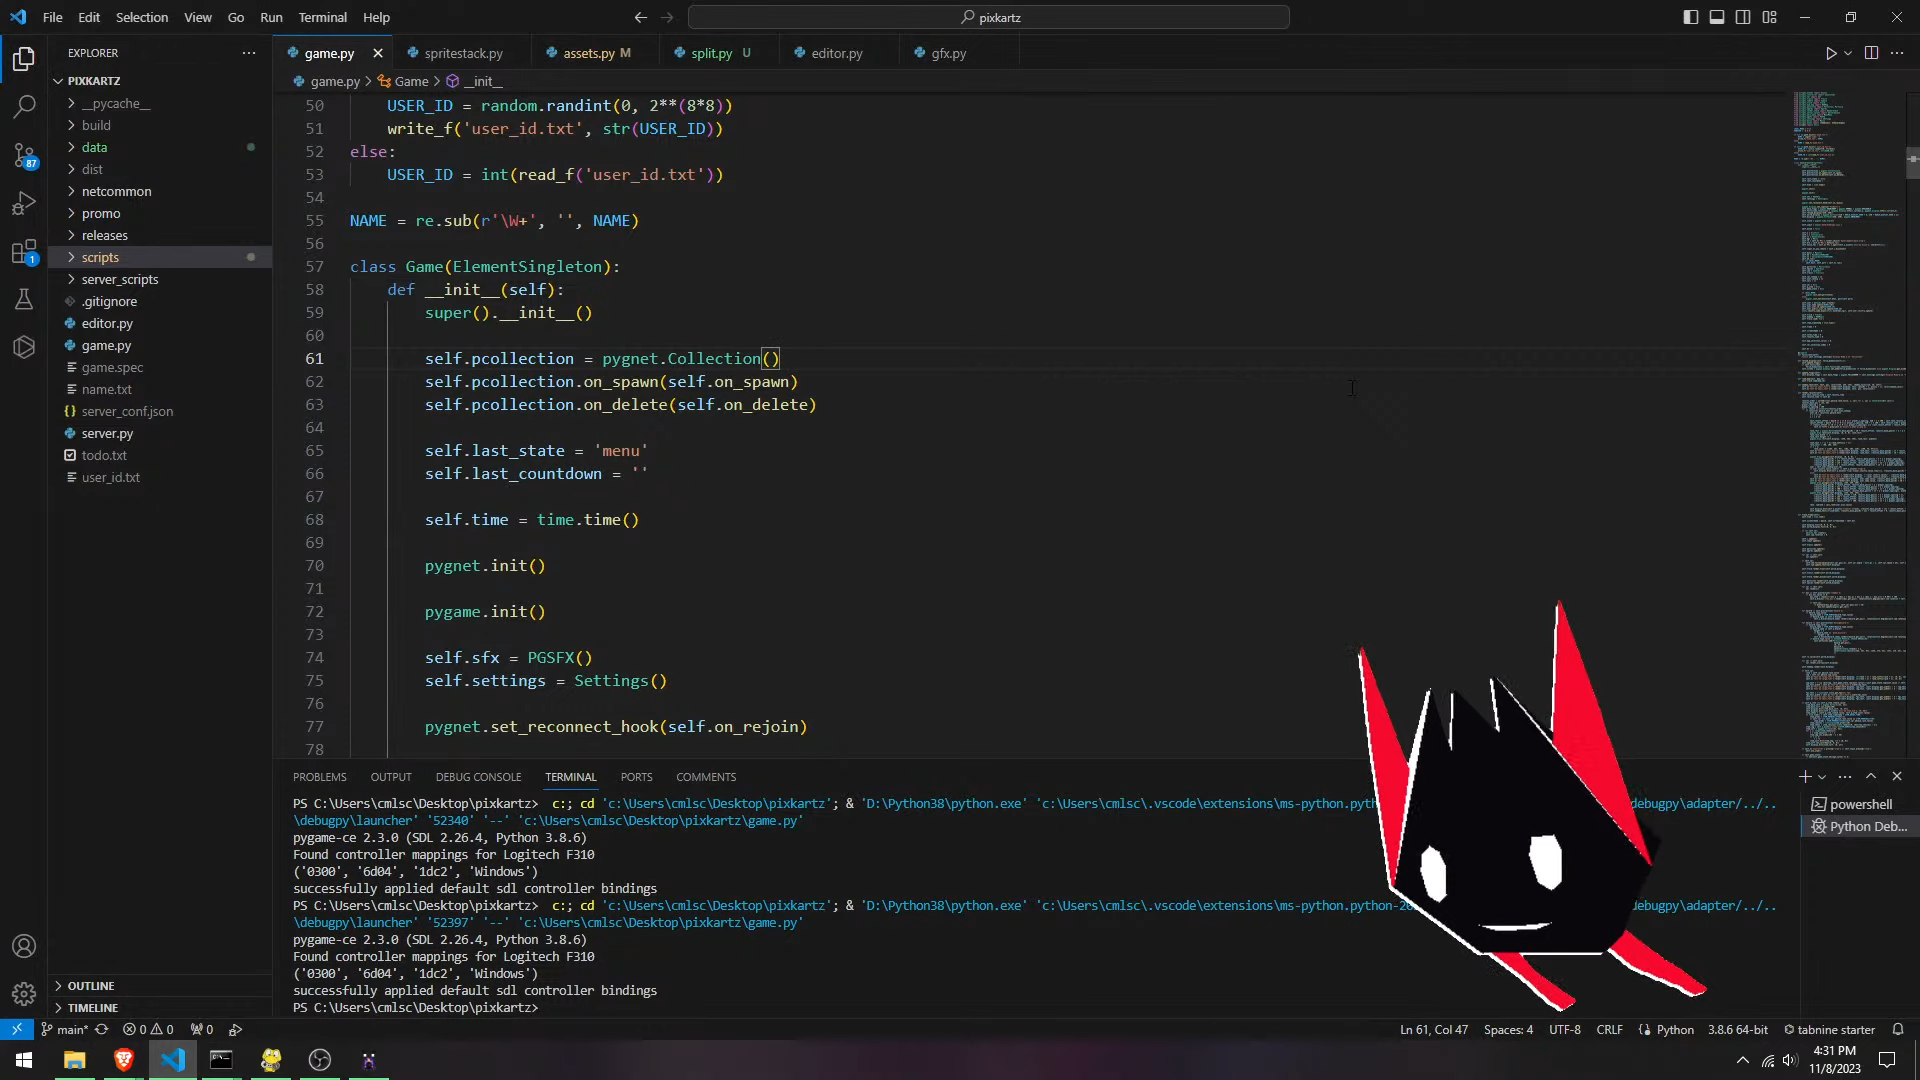 File Edit Selection View Go Run Terminal Help
pixkartz
EXPLORER
PIXKARTZ
__pycache__
build
data
dist
netcommon
promo
releases
scripts
server_scripts
.gitignore
editor.py
game.py
game.spec
name.txt
server_conf.json
server.py
todo.txt
user_id.txt
OUTLINE
TIMELINE
87
1
game.py
spritestack.py
assets.py M
split.py U
editor.py
gfx.py
game.py > Game > __init__
50 USER_ID = random.randint(0, 2**(8*8))
51 write_f('user_id.txt', str(USER_ID))
52 else:
53 USER_ID = int(read_f('user_id.txt'))
54
55 NAME = re.sub(r'\W+', '', NAME)
56
57 class Game(ElementSingleton):
58 def __init__(self):
59 super().__init__()
60
61 self.pcollection = pygnet.Collection()
62 self.pcollection.on_spawn(self.on_spawn)
63 self.pcollection.on_delete(self.on_delete)
64
65 self.last_state = 'menu'
66 self.last_countdown = ''
67
68 self.time = time.time()
69
70 pygnet.init()
71
72 pygame.init()
73
74 self.sfx = PGSFX()
75 self.settings = Settings()
76
77 pygnet.set_reconnect_hook(self.on_rejoin)
78
PROBLEMS OUTPUT DEBUG CONSOLE TERMINAL PORTS COMMENTS
PS C:\Users\cmlsc\Desktop\pixkartz> c:; cd 'c:\Users\cmlsc\Desktop\pixkartz'; & 'D:\Python38\python.exe' 'c:\Users\cmlsc\.vscode\extensions\ms-python.pyth debugpy\adapter/../..
\debugpy\launcher' '52340' '--' 'c:\Users\cmlsc\Desktop\pixkartz\game.py'
pygame-ce 2.3.0 (SDL 2.26.4, Python 3.8.6)
Found controller mappings for Logitech F310
('0300', '6d04', '1dc2', 'Windows')
successfully applied default sdl controller bindings
PS C:\Users\cmlsc\Desktop\pixkartz> c:; cd 'c:\Users\cmlsc\Desktop\pixkartz'; & 'D:\Python38\python.exe' 'c:\Users\cmlsc\.vscode\extensions\ms-python.python-20 debugpy\adapter/../..
\debugpy\launcher' '52397' '--' 'c:\Users\cmlsc\Desktop\pixkartz\game.py'
pygame-ce 2.3.0 (SDL 2.26.4, Python 3.8.6)
Found controller mappings for Logitech F310
('0300', '6d04', '1dc2', 'Windows')
successfully applied default sdl controller bindings
PS C:\Users\cmlsc\Desktop\pixkartz>
powershell
Python Deb...
main* 0 0 0
Ln 61, Col 47 Spaces: 4 UTF-8 CRLF Python 3.8.6 64-bit tabnine starter
4:31 PM
11/8/2023